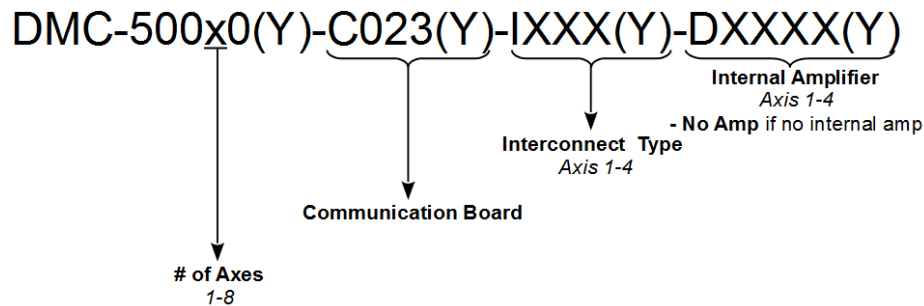 DMC-500x0(Y)-C023(Y)-IXXX(Y)-DXXXX(Y)
Internal Amplifier
Axis 1-4
- No Amp if no internal amp
Interconnect Type
Axis 1-4
Communication Board
# of Axes
1-8